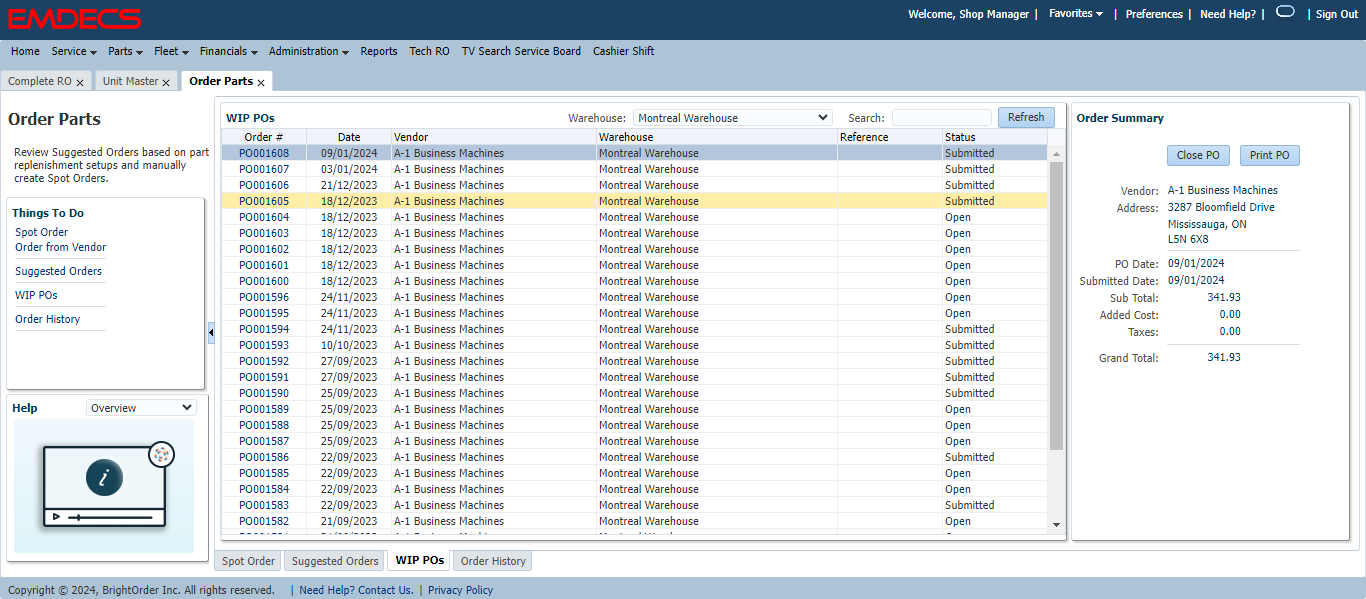 EMDECS
Welcome, Shop Manager | Favorites | Preferences | Need Help? | | Sign Out
Home Service Parts Fleet Financials Administration Reports Tech RO TV Search Service Board Cashier Shift
Complete RO x Unit Master x Order Parts x
Order Parts
Review Suggested Orders based on part
replenishment setups and manually
create Spot Orders.
Things To Do
Spot Order
Order from Vendor
Suggested Orders
WIP POs
Order History
Help Overview
i
WIP POs Warehouse: Montreal Warehouse Search: Refresh
Order # Date Vendor Warehouse Reference Status
PO001608 09/01/2024 A-1 Business Machines Montreal Warehouse Submitted
PO001607 03/01/2024 A-1 Business Machines Montreal Warehouse Submitted
PO001606 21/12/2023 A-1 Business Machines Montreal Warehouse Submitted
PO001605 18/12/2023 A-1 Business Machines Montreal Warehouse Submitted
PO001604 18/12/2023 A-1 Business Machines Montreal Warehouse Open
PO001603 18/12/2023 A-1 Business Machines Montreal Warehouse Open
PO001602 18/12/2023 A-1 Business Machines Montreal Warehouse Open
PO001601 18/12/2023 A-1 Business Machines Montreal Warehouse Open
PO001600 18/12/2023 A-1 Business Machines Montreal Warehouse Open
PO001596 24/11/2023 A-1 Business Machines Montreal Warehouse Open
PO001595 24/11/2023 A-1 Business Machines Montreal Warehouse Open
PO001594 24/11/2023 A-1 Business Machines Montreal Warehouse Submitted
PO001593 10/10/2023 A-1 Business Machines Montreal Warehouse Submitted
PO001592 27/09/2023 A-1 Business Machines Montreal Warehouse Submitted
PO001591 27/09/2023 A-1 Business Machines Montreal Warehouse Submitted
PO001590 25/09/2023 A-1 Business Machines Montreal Warehouse Submitted
PO001589 25/09/2023 A-1 Business Machines Montreal Warehouse Open
PO001588 25/09/2023 A-1 Business Machines Montreal Warehouse Open
PO001587 25/09/2023 A-1 Business Machines Montreal Warehouse Open
PO001586 22/09/2023 A-1 Business Machines Montreal Warehouse Submitted
PO001585 22/09/2023 A-1 Business Machines Montreal Warehouse Open
PO001584 22/09/2023 A-1 Business Machines Montreal Warehouse Open
PO001583 22/09/2023 A-1 Business Machines Montreal Warehouse Submitted
PO001582 21/09/2023 A-1 Business Machines Montreal Warehouse Open
Spot Order Suggested Orders WIP POs Order History
Order Summary
Close PO Print PO
Vendor: A-1 Business Machines
Address: 3287 Bloomfield Drive
Mississauga, ON
L5N 6X8
PO Date: 09/01/2024
Submitted Date: 09/01/2024
Sub Total: 341.93
Added Cost: 0.00
Taxes: 0.00
Grand Total: 341.93
Copyright © 2024, BrightOrder Inc. All rights reserved. | Need Help? Contact Us. | Privacy Policy